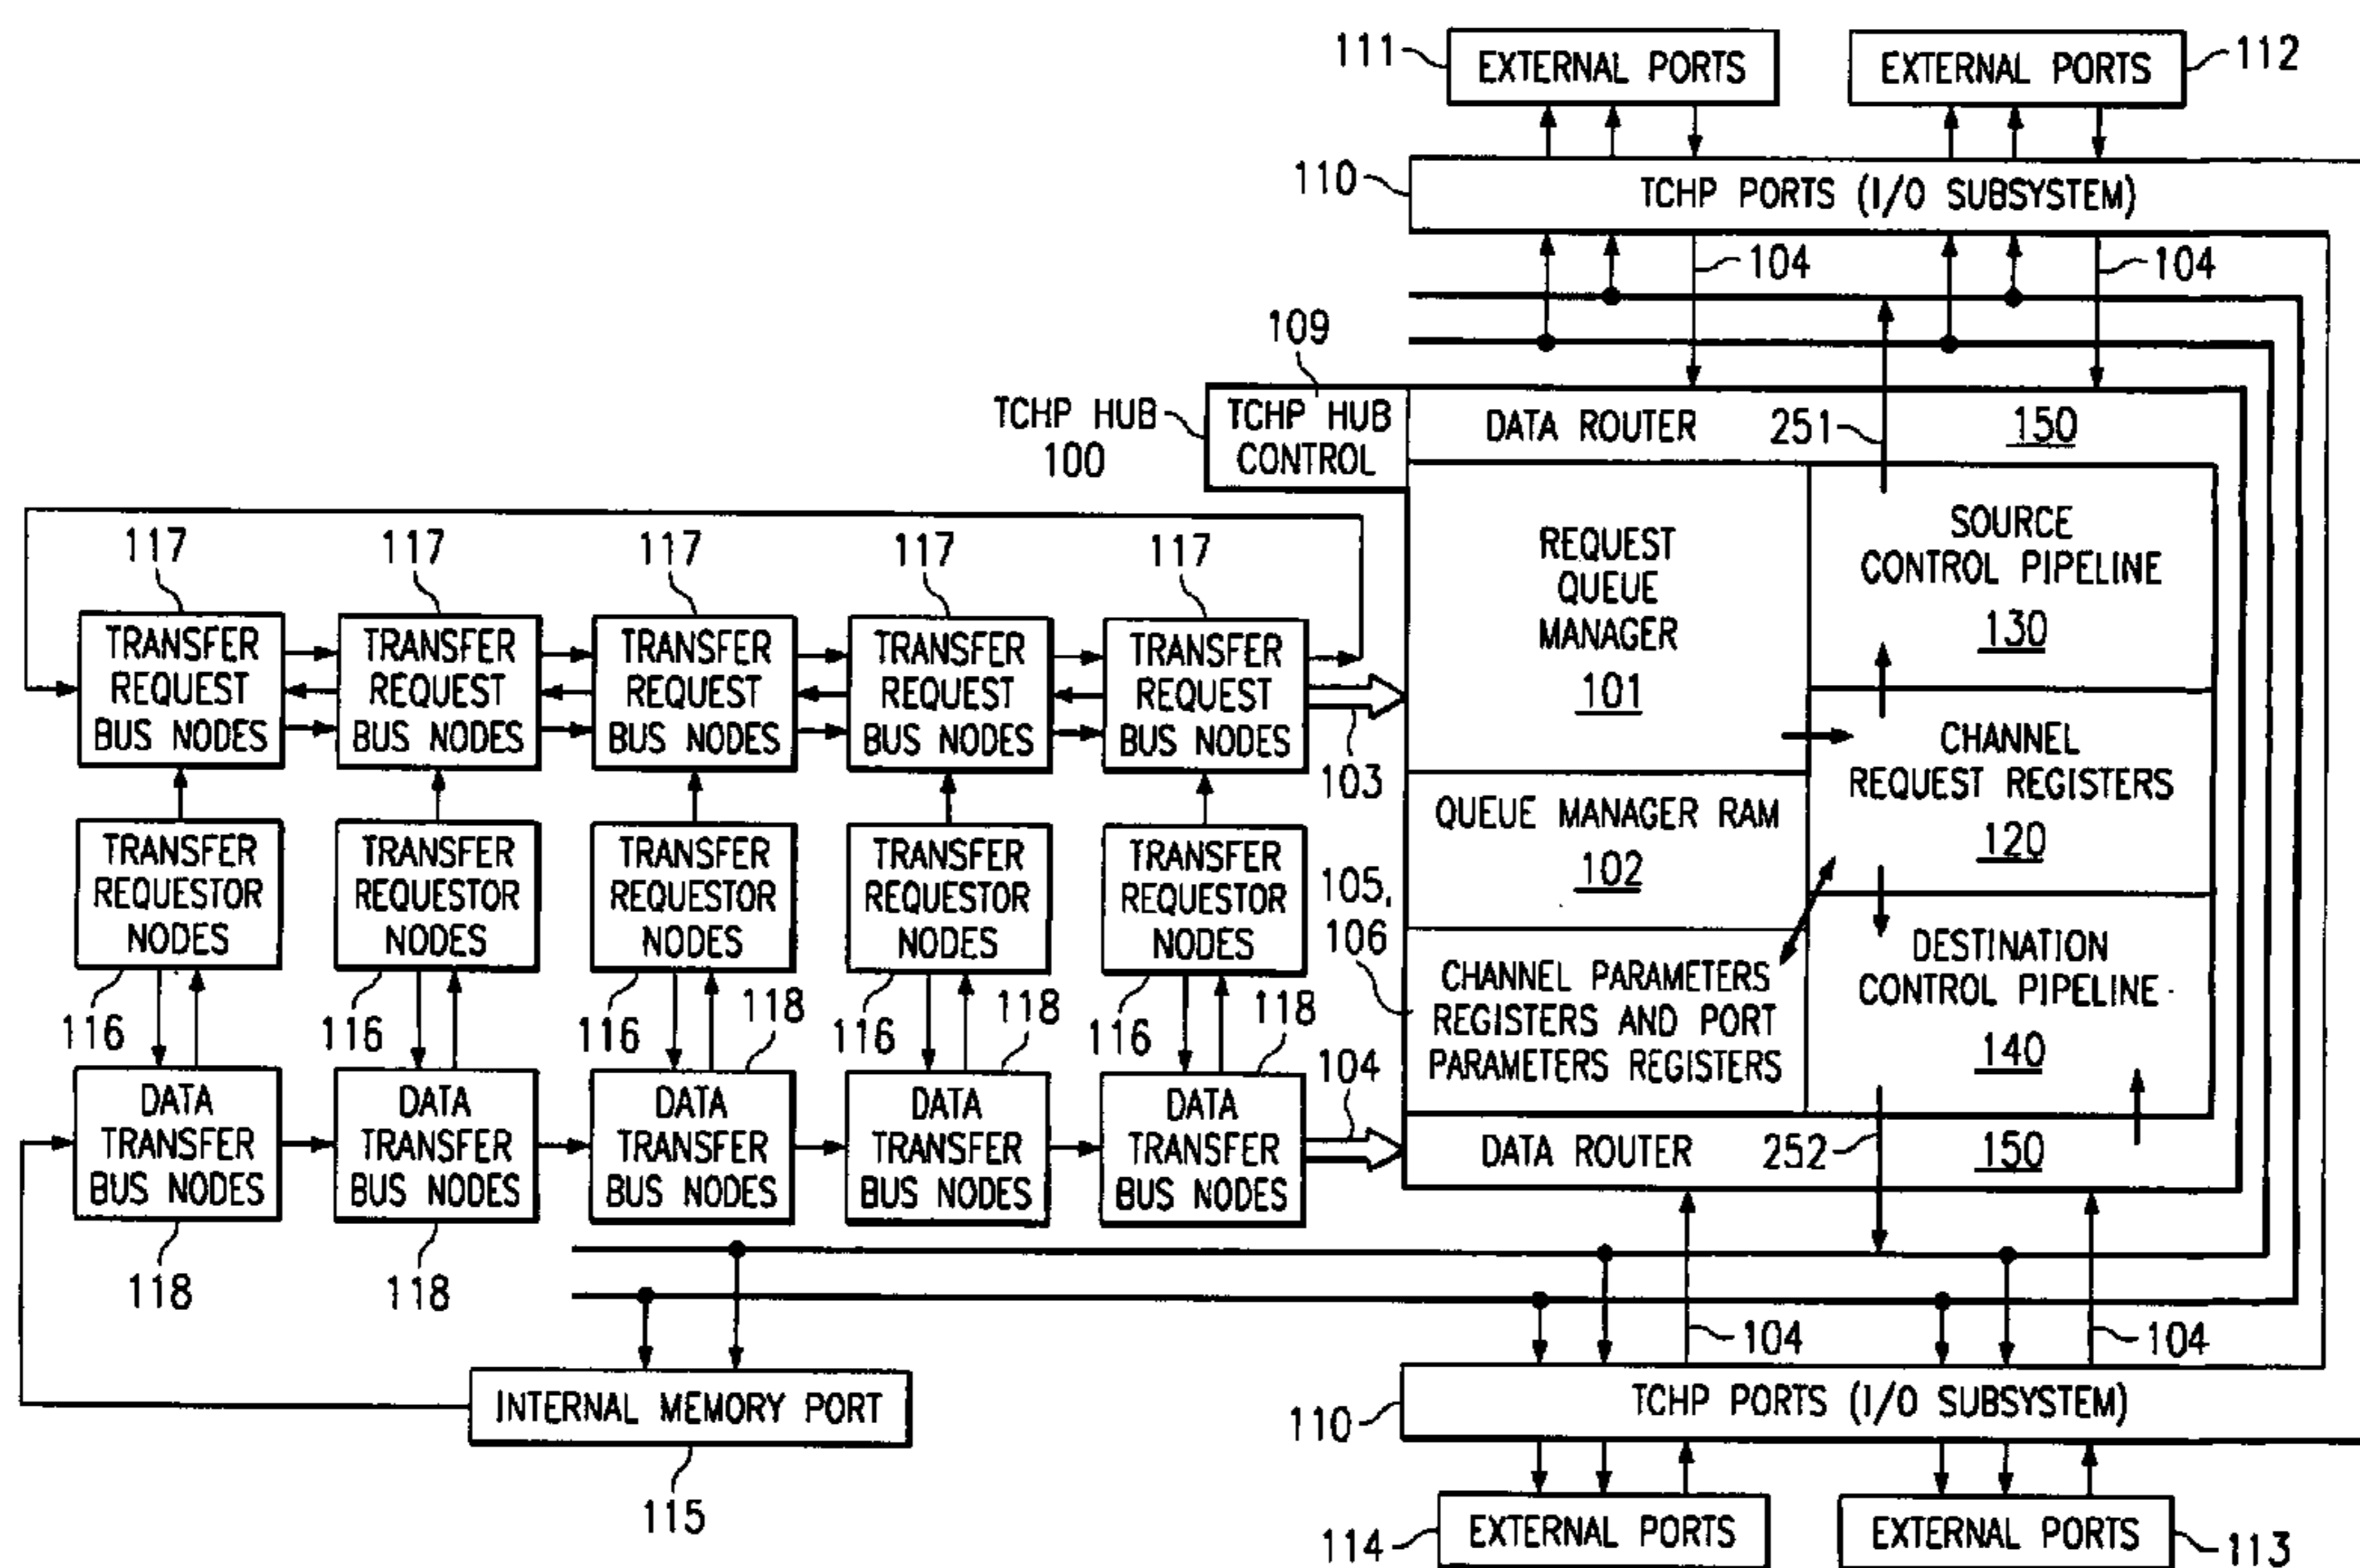 111
EXTERNAL PORTS
EXTERNAL PORTS
112
110
TCHP PORTS (I/O SUBSYSTEM)
104
104
109
TCHP HUB
100
TCHP HUB
CONTROL
DATA ROUTER
251
150
REQUEST
QUEUE
MANAGER
101
SOURCE
CONTROL PIPELINE
130
117
117
117
117
117
TRANSFER
REQUEST
BUS NODES
TRANSFER
REQUEST
BUS NODES
TRANSFER
REQUEST
BUS NODES
TRANSFER
REQUEST
BUS NODES
TRANSFER
REQUEST
BUS NODES
103
CHANNEL
REQUEST REGISTERS
120
QUEUE MANAGER RAM
102
TRANSFER
REQUESTOR
NODES
TRANSFER
REQUESTOR
NODES
TRANSFER
REQUESTOR
NODES
TRANSFER
REQUESTOR
NODES
TRANSFER
REQUESTOR
NODES
105,
106
CHANNEL PARAMETERS
REGISTERS AND PORT
PARAMETERS REGISTERS
DESTINATION
CONTROL PIPELINE
140
116
116
116
118
116
118
116
118
104
DATA
TRANSFER
BUS NODES
DATA
TRANSFER
BUS NODES
DATA
TRANSFER
BUS NODES
DATA
TRANSFER
BUS NODES
DATA
TRANSFER
BUS NODES
DATA ROUTER
252
150
118
118
104
104
INTERNAL MEMORY PORT
115
110
TCHP PORTS (I/O SUBSYSTEM)
114
EXTERNAL PORTS
EXTERNAL PORTS
113